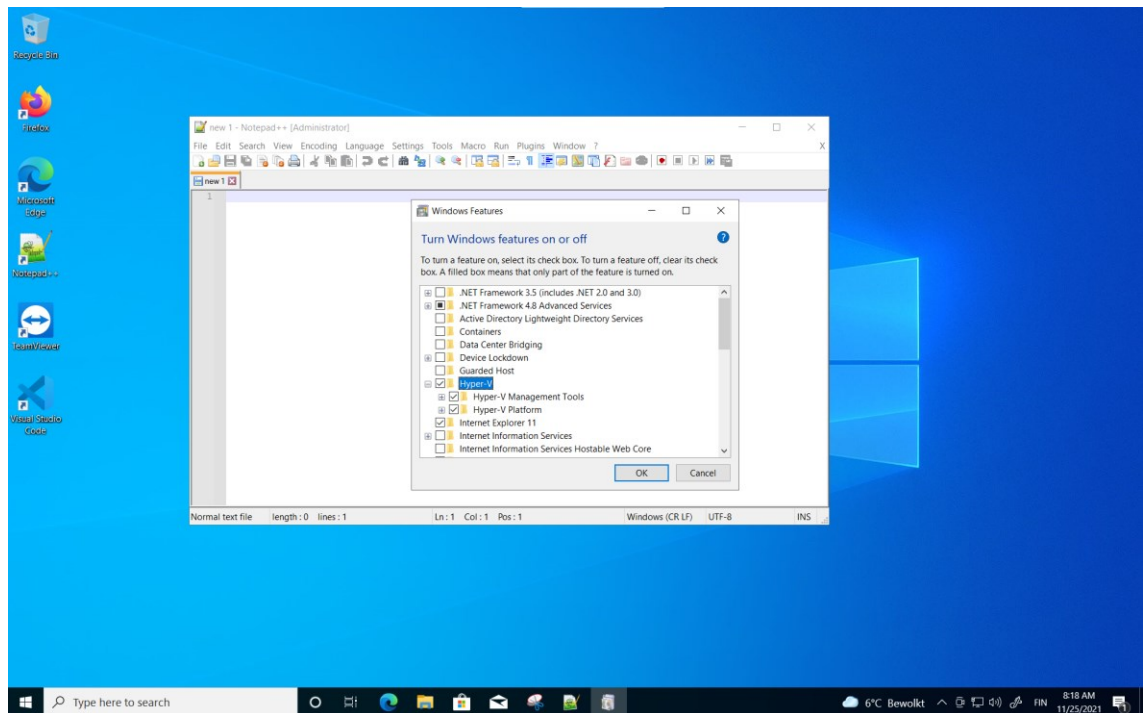 Recycle Bin
Firefox
Microsoft
Edge
Notepad++
TeamViewer
Visual Studio
Code
new 1 - Notepad++ [Administrator]
File Edit Search View Encoding Language Settings Tools Macro Run Plugins Window ? X
new 1
1
Windows Features
Turn Windows features on or off
To turn a feature on, select its check box. To turn a feature off, clear its check
box. A filled box means that only part of the feature is turned on.
.NET Framework 3.5 (includes .NET 2.0 and 3.0)
.NET Framework 4.8 Advanced Services
Active Directory Lightweight Directory Services
Containers
Data Center Bridging
Device Lockdown
Guarded Host
Hyper-V
Hyper-V Management Tools
Hyper-V Platform
Internet Explorer 11
Internet Information Services
Internet Information Services Hostable Web Core
OK Cancel
Normal text file length : 0 lines : 1 Ln : 1 Col : 1 Pos : 1 Windows (CR LF) UTF-8 INS
Type here to search
6°C Bewolkt FIN 8:18 AM
11/25/2021